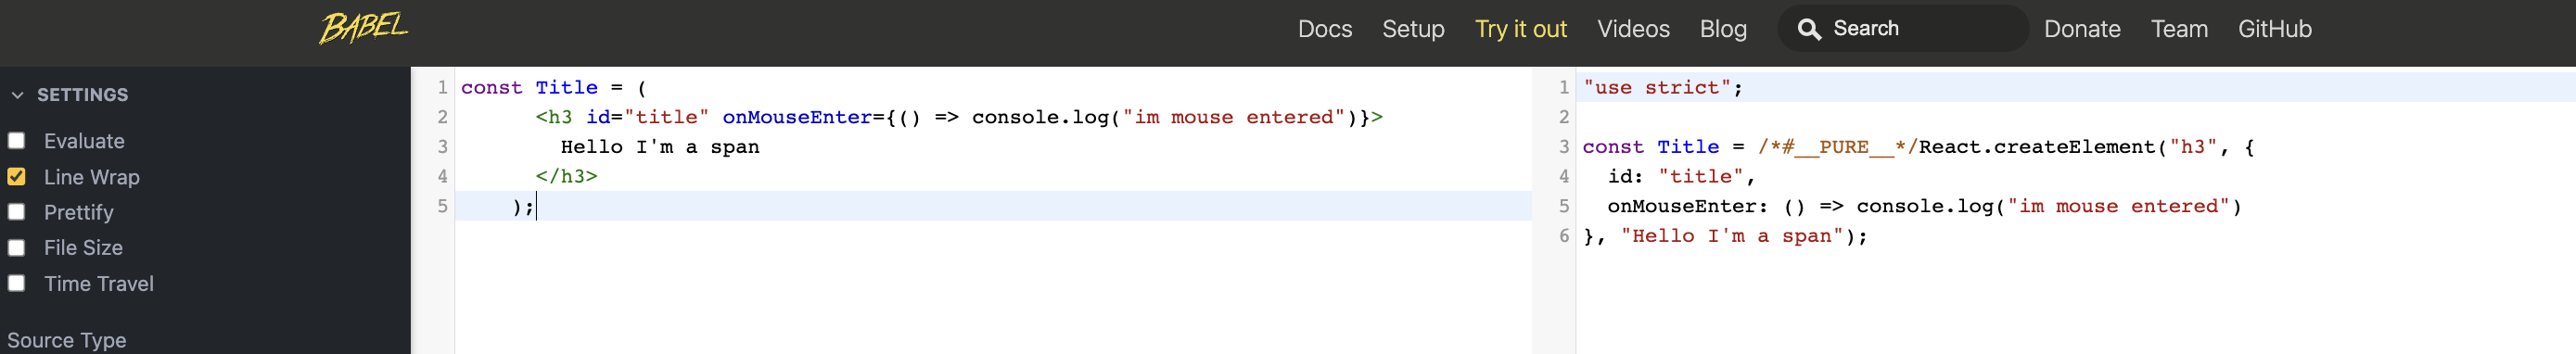 BABEL
Docs Setup Try it out Videos Blog Search Donate Team GitHub
SETTINGS
Evaluate
Line Wrap
Prettify
File Size
Time Travel
Source Type
1 const Title = (
2       <h3 id="title" onMouseEnter={() => console.log("im mouse entered")}>
3         Hello I'm a span
4       </h3>
5     );
1 "use strict";
2
3 const Title = /*#__PURE__*/React.createElement("h3", {
4   id: "title",
5   onMouseEnter: () => console.log("im mouse entered")
6 }, "Hello I'm a span");